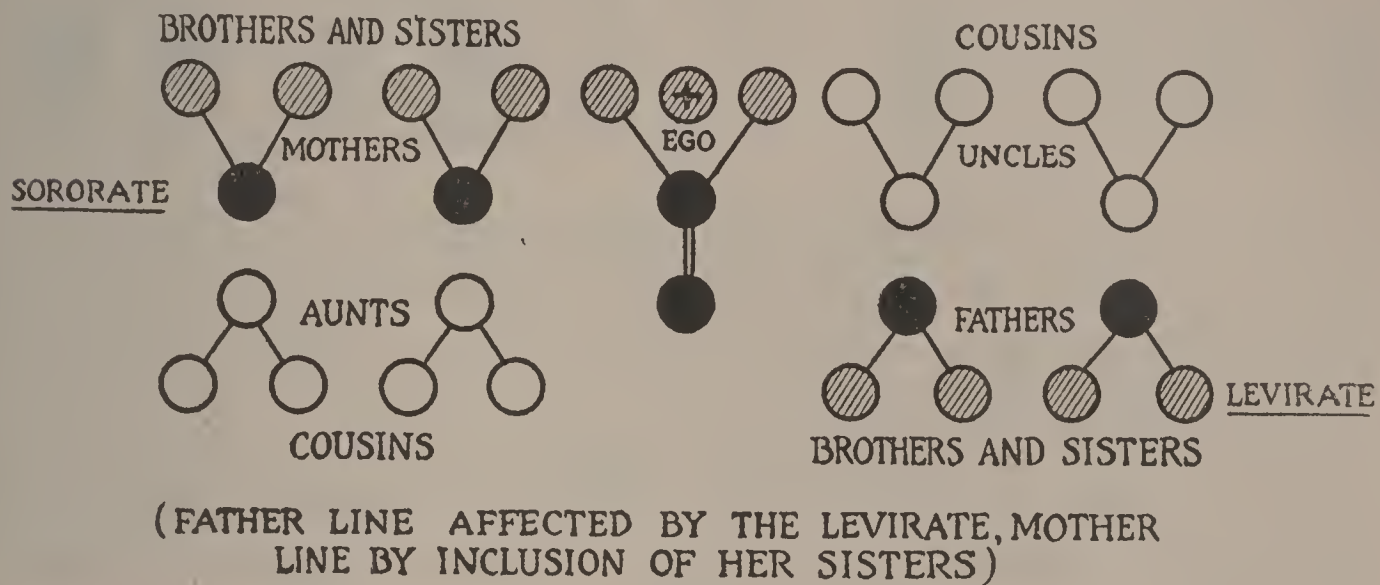 BROTHERS AND SISTERS
COUSINS
MOTHERS
EGO
UNCLES
SORORATE
AUNTS
FATHERS
LEVIRATE
COUSINS
BROTHERS AND SISTERS
(FATHER LINE AFFECTED BY THE LEVIRATE, MOTHER
LINE BY INCLUSION OF HER SISTERS)